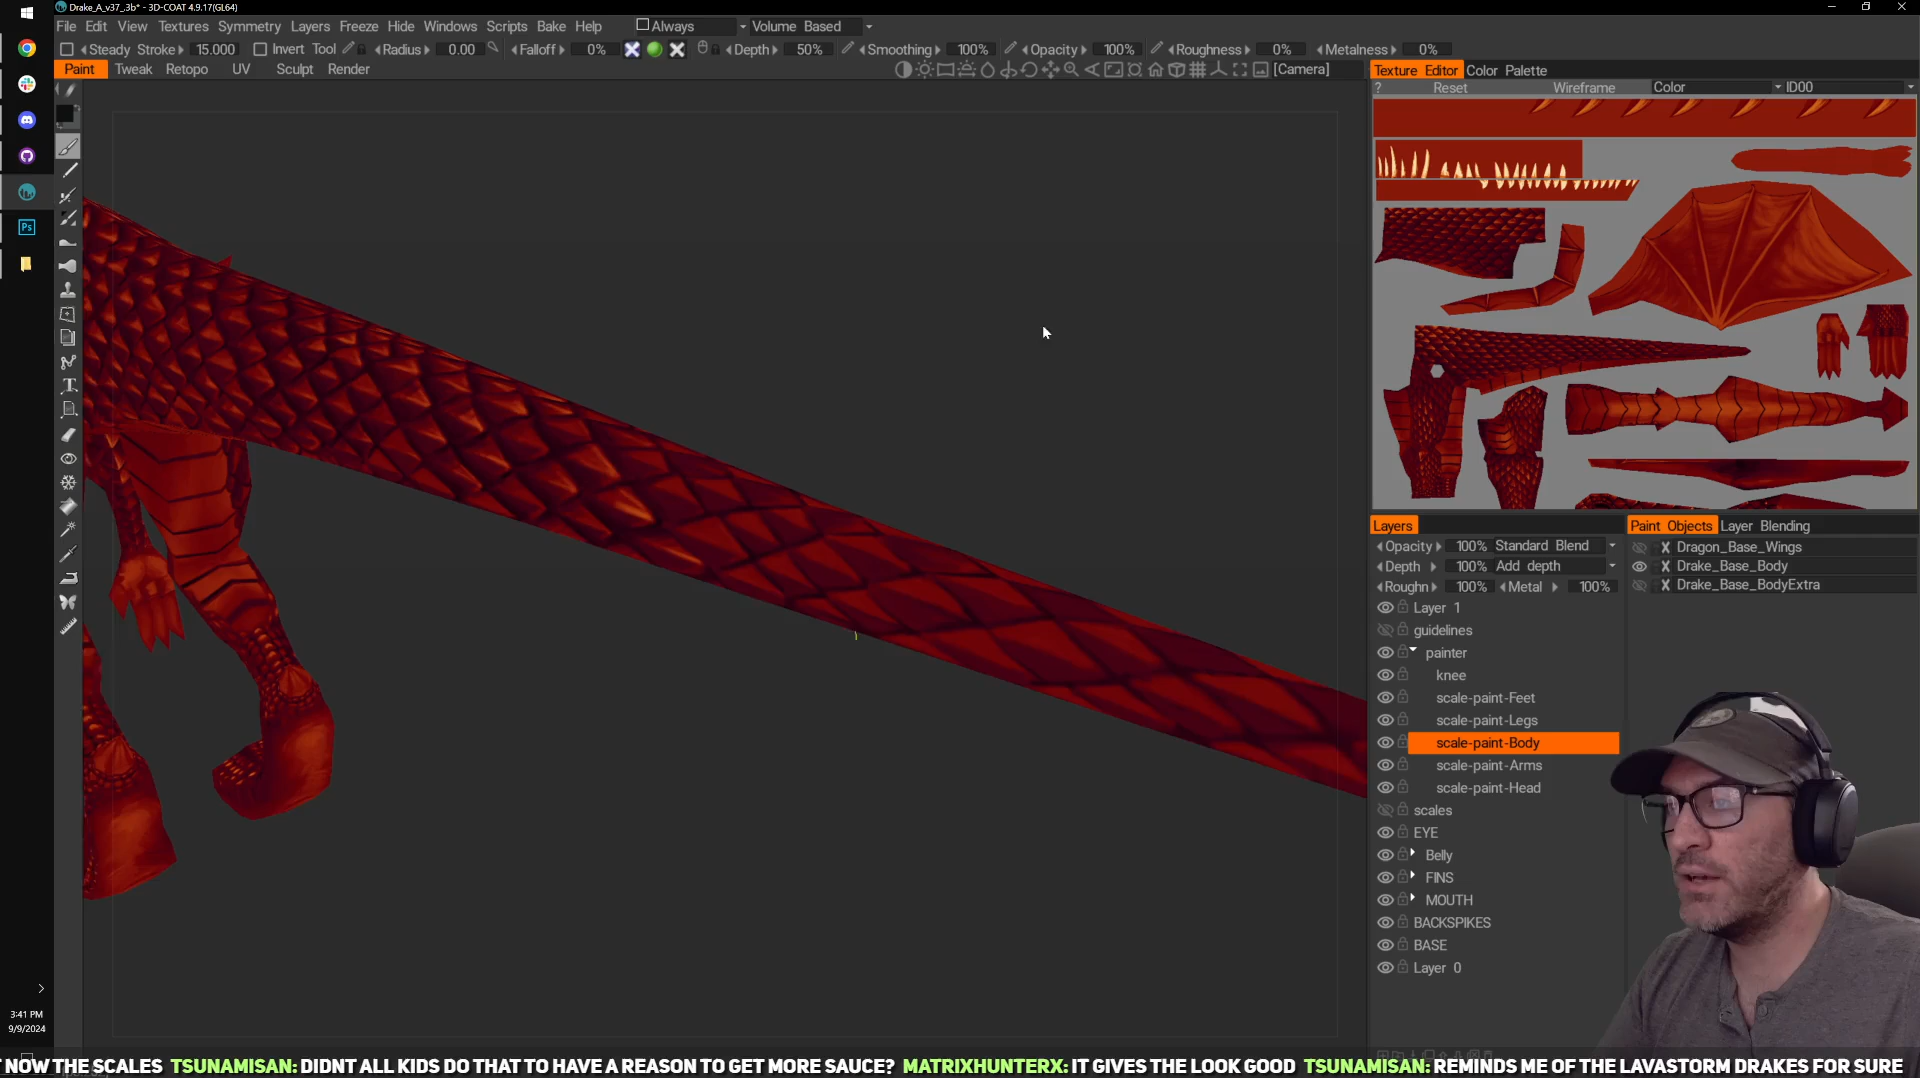 Drake_A_v37_.3b* - 3D-COAT 4.9.17(GL64)
File Edit View Textures Symmetry Layers Freeze Hide Windows Scripts Bake Help Always Volume Based
Steady Stroke 15.000 Invert Tool Radius 0.00 Falloff 0% Depth 50% Smoothing 100% Opacity 100% Roughness 0% Metalness 0%
Paint Tweak Retopo UV Sculpt Render [Camera] Texture Editor Color Palette
? Reset Wireframe Color ID00
Ps
Layers Paint Objects Layer Blending
Opacity 100% Standard Blend Dragon_Base_Wings
Depth 100% Add depth Drake_Base_Body
Roughn 100% Metal 100% Drake_Base_BodyExtra
Layer 1
guidelines
painter
knee
scale-paint-Feet
scale-paint-Legs
scale-paint-Body
scale-paint-Arms
scale-paint-Head
scales
EYE
Belly
FINS
MOUTH
BACKSPIKES
BASE
Layer 0
3:41 PM
9/9/2024
NOW THE SCALES TSUNAMISAN: DIDNT ALL KIDS DO THAT TO HAVE A REASON TO GET MORE SAUCE? MATRIXHUNTERX: IT GIVES THE LOOK GOOD TSUNAMISAN: REMINDS ME OF THE LAVASTORM DRAKES FOR SURE